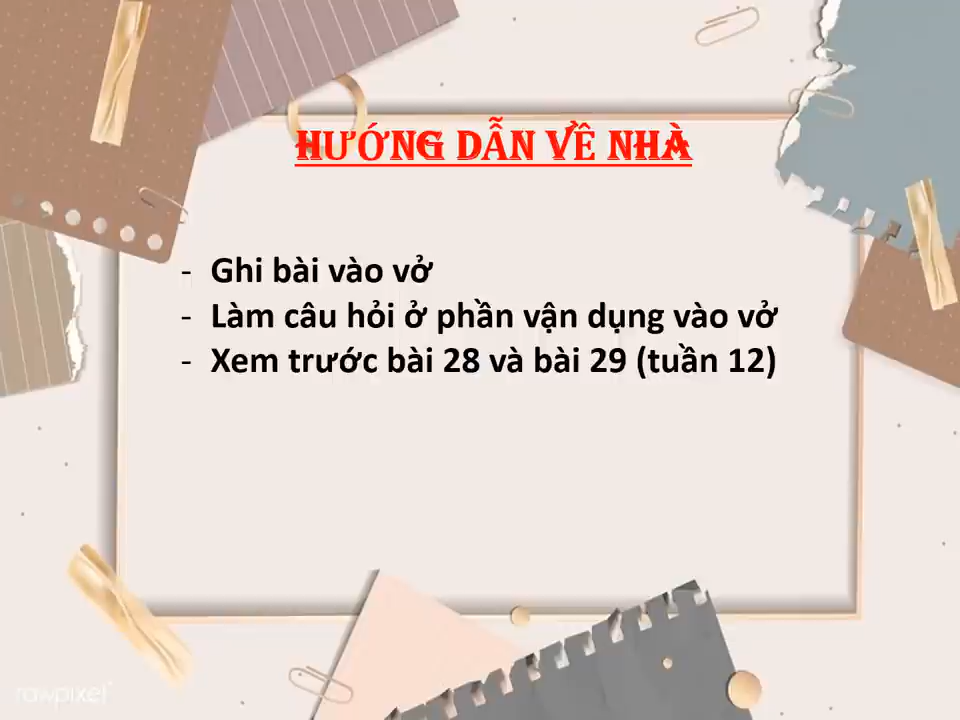 HƯỚNG DẪN VỀ NHÀ
- Ghi bài vào vở
- Làm câu hỏi ở phần vận dụng vào vở
- Xem trước bài 28 và bài 29 (tuần 12)
rawpixel